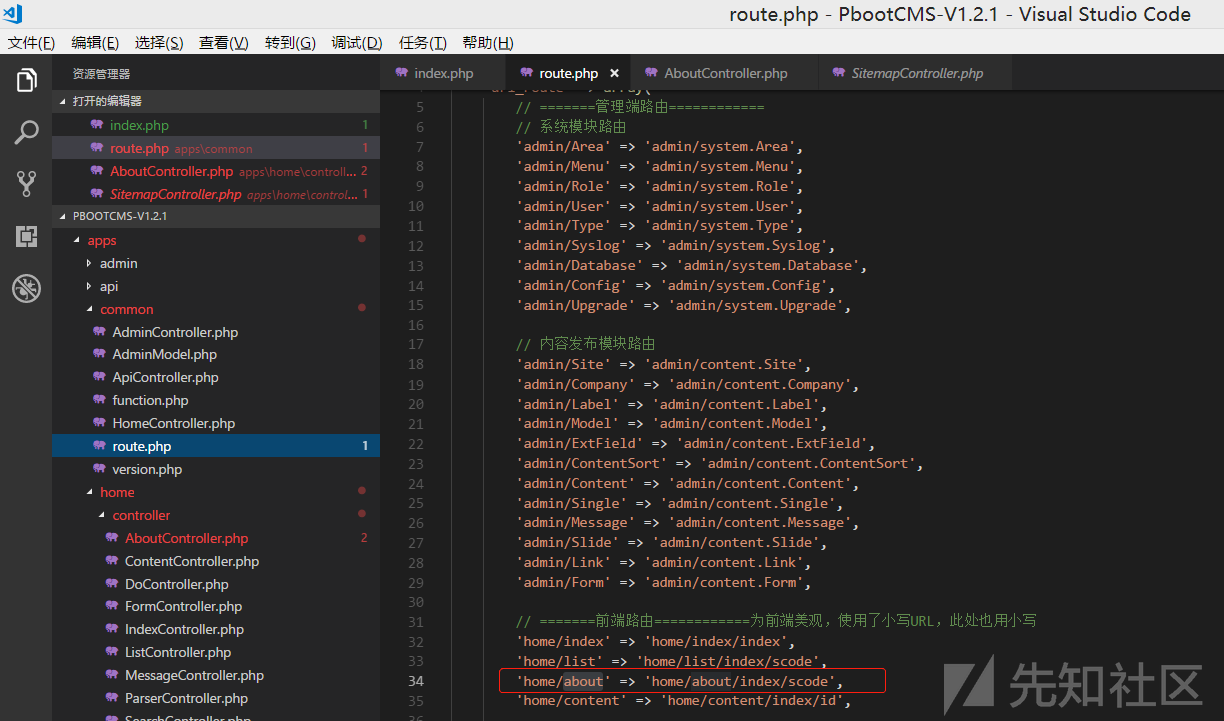 route.php - PbootCMS-V1.2.1 - Visual Studio Code
文件(F) 编辑(E) 选择(S) 查看(V) 转到(G) 调试(D) 任务(T) 帮助(H)
资源管理器
打开的编辑器
index.php 1
route.php apps\common 1
AboutController.php apps\home\controll... 2
SitemapController.php apps\home\control... 1
PBOOTCMS-V1.2.1
apps
admin
api
common
AdminController.php
AdminModel.php
ApiController.php
function.php
HomeController.php
route.php 1
version.php
home
controller
AboutController.php 2
ContentController.php
DoController.php
FormController.php
IndexController.php
ListController.php
MessageController.php
ParserController.php
SearchController.php
index.php route.php × AboutController.php SitemapController.php
5 // =======管理端路由============
6 // 系统模块路由
7 'admin/Area' => 'admin/system.Area',
8 'admin/Menu' => 'admin/system.Menu',
9 'admin/Role' => 'admin/system.Role',
10 'admin/User' => 'admin/system.User',
11 'admin/Type' => 'admin/system.Type',
12 'admin/Syslog' => 'admin/system.Syslog',
13 'admin/Database' => 'admin/system.Database',
14 'admin/Config' => 'admin/system.Config',
15 'admin/Upgrade' => 'admin/system.Upgrade',
16
17 // 内容发布模块路由
18 'admin/Site' => 'admin/content.Site',
19 'admin/Company' => 'admin/content.Company',
20 'admin/Label' => 'admin/content.Label',
21 'admin/Model' => 'admin/content.Model',
22 'admin/ExtField' => 'admin/content.ExtField',
23 'admin/ContentSort' => 'admin/content.ContentSort',
24 'admin/Content' => 'admin/content.Content',
25 'admin/Single' => 'admin/content.Single',
26 'admin/Message' => 'admin/content.Message',
27 'admin/Slide' => 'admin/content.Slide',
28 'admin/Link' => 'admin/content.Link',
29 'admin/Form' => 'admin/content.Form',
30
31 // =======前端路由============为前端美观，使用了小写URL，此处也用小写
32 'home/index' => 'home/index/index',
33 'home/list' => 'home/list/index/scode',
34 'home/about' => 'home/about/index/scode',
35 'home/content' => 'home/content/index/id',
先知社区